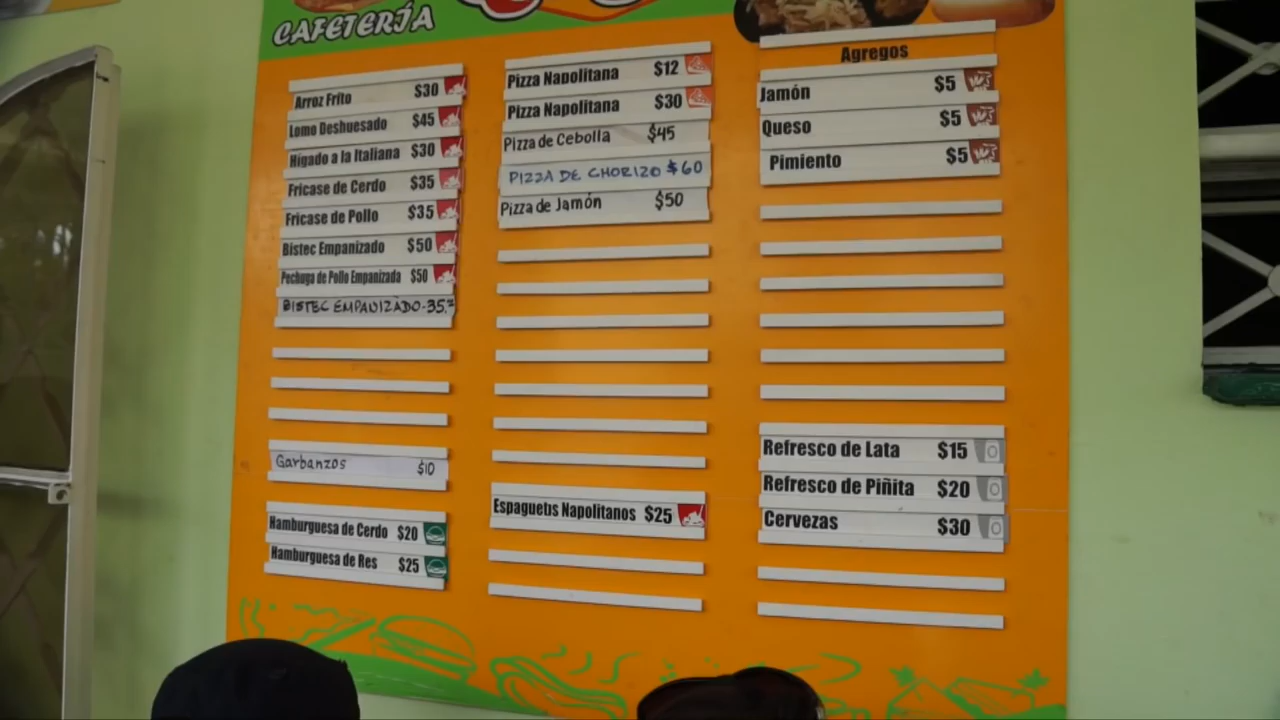 CAFETERÍA
Arroz Frito $30
Lomo Deshuesado $45
Hígado a la Italiana $30
Fricase de Cerdo $35
Fricase de Pollo $35
Bistec Empanizado $50
Pechuga de Pollo Empanizada $50
BISTEC EMPANIZADO-35.
Garbanzos $10
Hamburguesa de Cerdo $20
Hamburguesa de Res $25
Pizza Napolitana $12
Pizza Napolitana $30
Pizza de Cebolla $45
PIZZA DE CHORIZO $60
Pizza de Jamón $50
Espaguetis Napolitanos $25
Agregos
Jamón $5
Queso $5
Pimiento $5
Refresco de Lata $15
Refresco de Piñita $20
Cervezas $30